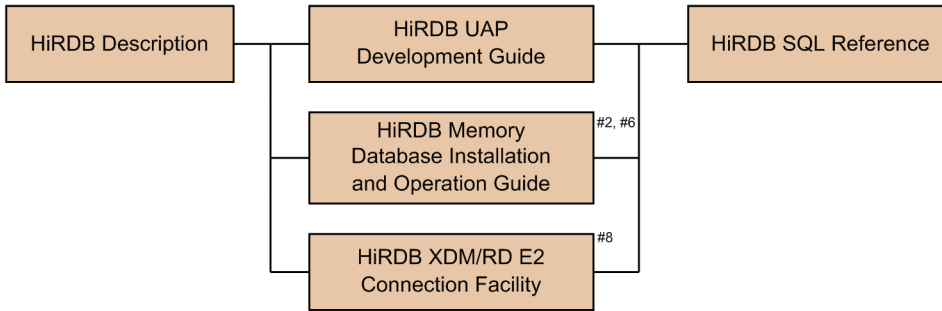 HiRDB Description
HiRDB UAP
Development Guide
HiRDB SQL Reference
#2, #6
HiRDB Memory
Database Installation
and Operation Guide
#8
HiRDB XDM/RD E2
Connection Facility